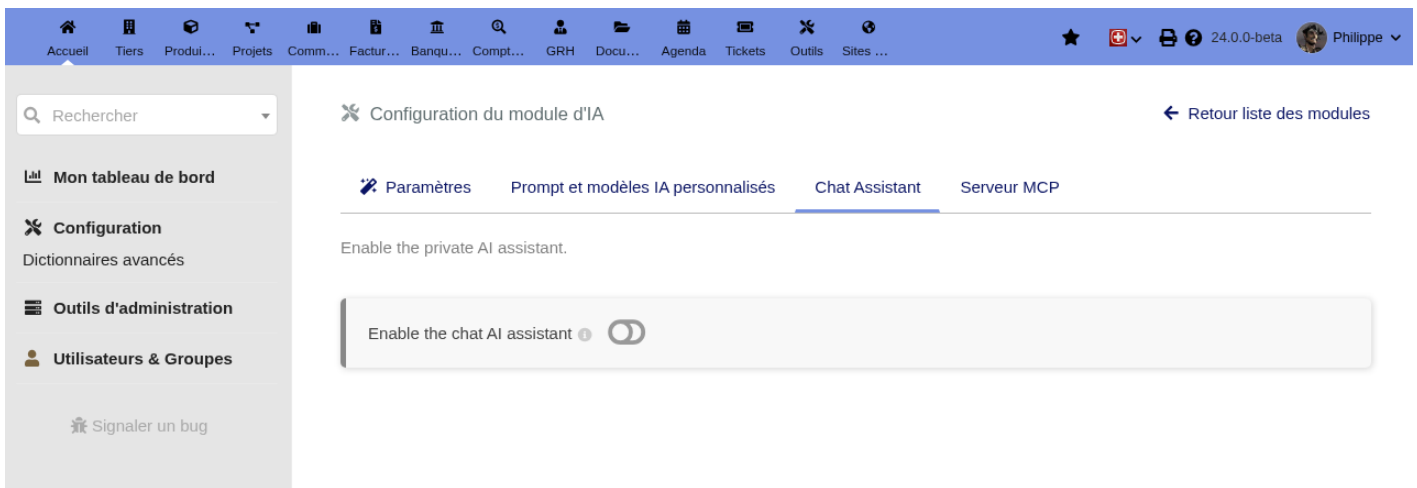 Accueil Tiers Produi... Projets Comm... Factur... Banqu... Compt... GRH Docu... Agenda Tickets Outils Sites ... 24.0.0-beta Philippe
Rechercher
Mon tableau de bord
Configuration
Dictionnaires avancés
Outils d'administration
Utilisateurs & Groupes
Signaler un bug
Configuration du module d'IA
Retour liste des modules
Paramètres Prompt et modèles IA personnalisés Chat Assistant Serveur MCP
Enable the private AI assistant.
Enable the chat AI assistant